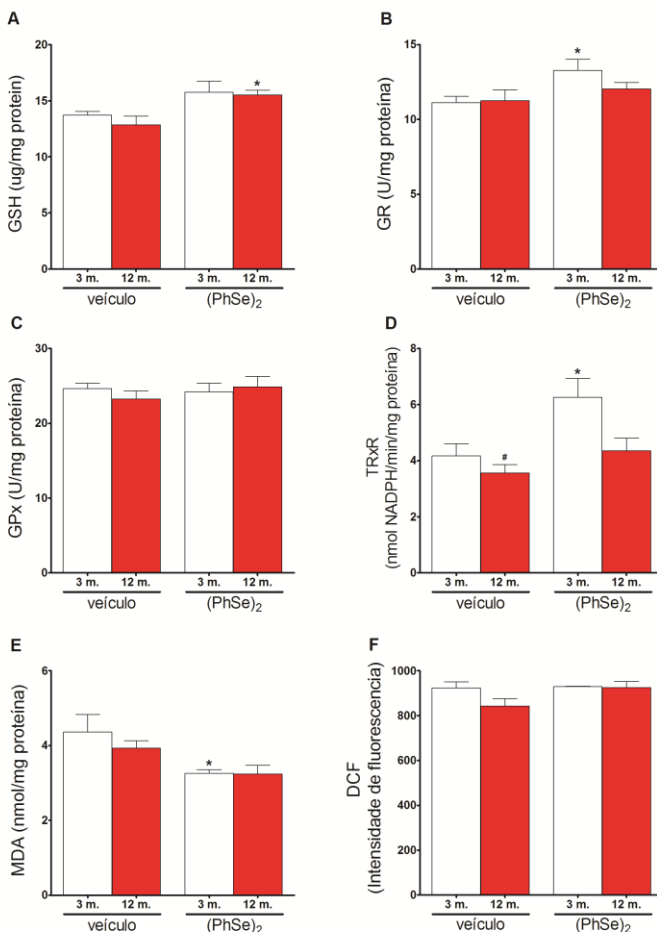 A
GSH (ug/mg protein)
20
15
10
5
0
*
3 m. 12 m. 3 m. 12 m.
veículo (PhSe)2
B
GR (U/mg proteína)
15
10
5
0
*
3 m. 12 m. 3 m. 12 m.
veículo (PhSe)2
C
GPx (U/mg proteína)
30
20
10
0
3 m. 12 m. 3 m. 12 m.
veículo (PhSe)2
D
TRxR
(nmol NADPH/min/mg proteína)
8
6
4
2
0
#
*
3 m. 12 m. 3 m. 12 m.
veículo (PhSe)2
E
MDA (nmol/mg proteína)
6
4
2
0
*
3 m. 12 m. 3 m. 12 m.
veículo (PhSe)2
F
DCF
(Intensidade de fluorescencia)
1000
800
600
400
200
0
3 m. 12 m. 3 m. 12 m.
veículo (PhSe)2